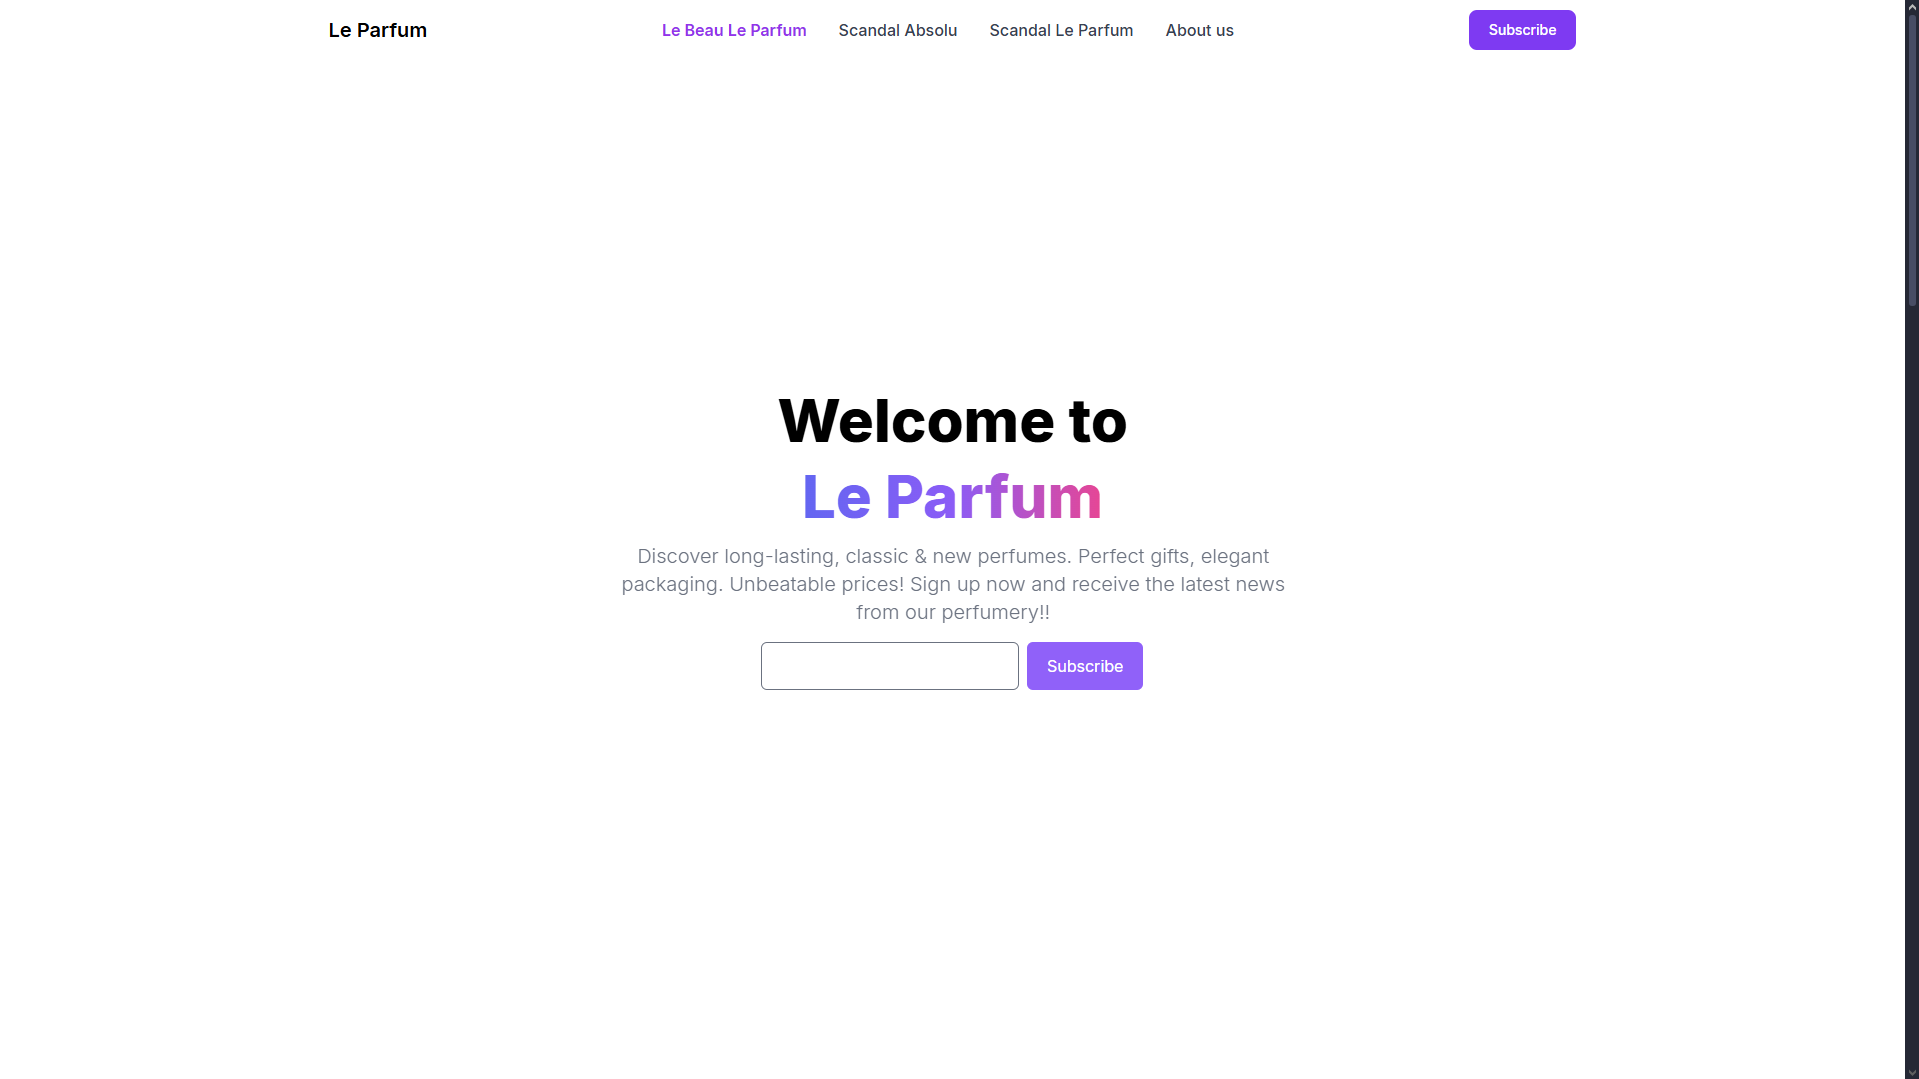 Le Parfum
Le Beau Le Parfum
Scandal Absolu
Scandal Le Parfum
About us
Subscribe
Welcome to
Le Parfum
Discover long-lasting, classic & new perfumes. Perfect gifts, elegant
packaging. Unbeatable prices! Sign up now and receive the latest news
from our perfumery!!
Subscribe